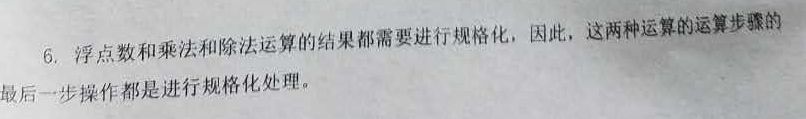 6. 浮点数和乘法和除法运算的结果都需要进行规格化，因此，这两种运算的运算步骤的
最后一步操作都是进行规格化处理。